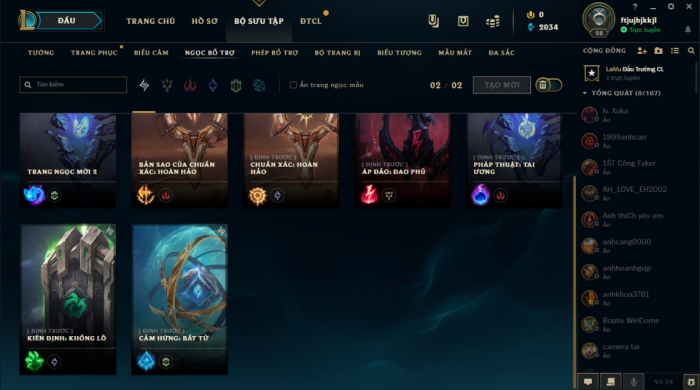 ĐẤU
TRANG CHỦ
HỒ SƠ
BỘ SƯU TẬP
ĐTCL
0
2034
ftjujhjkkjl
Trực tuyến
98
TƯỚNG
TRANG PHỤC
BIỂU CẢM
NGỌC BỔ TRỢ
PHÉP BỔ TRỢ
BỘ TRANG BỊ
BIỂU TƯỢNG
MẪU MẮT
ĐA SẮC
CỘNG ĐỒNG
Tìm kiếm
Ẩn trang ngọc mẫu
02 / 02
TẠO MỚI
LaiVu Đấu Trường CL
1 trực tuyến
TỔNG QUÁT (0/107)
TRANG NGỌC MỚI 2
BẢN SAO CỦA CHUẨN
XÁC: HOÀN HẢO
[ ĐỊNH TRƯỚC ]
CHUẨN XÁC: HOÀN
HẢO
[ ĐỊNH TRƯỚC ]
ÁP ĐẢO: ĐAO PHỦ
[ ĐỊNH TRƯỚC ]
PHÁP THUẬT: TAI
ƯƠNG
[ ĐỊNH TRƯỚC ]
KIÊN ĐỊNH: KHỔNG LỒ
[ ĐỊNH TRƯỚC ]
CẢM HỨNG: BẤT TỬ
lv. Xuka
Ẩn
1999anhcan
Ẩn
1ST Công Faker
Ẩn
AH_LOVE_EH2002
Ẩn
Anh thiCh yêu em
Ẩn
anhcang0000
Ẩn
anhhoanbgvjp
Ẩn
anhkhoa3781
Ẩn
Bopby WelCome
Ẩn
camera tai
Ẩn